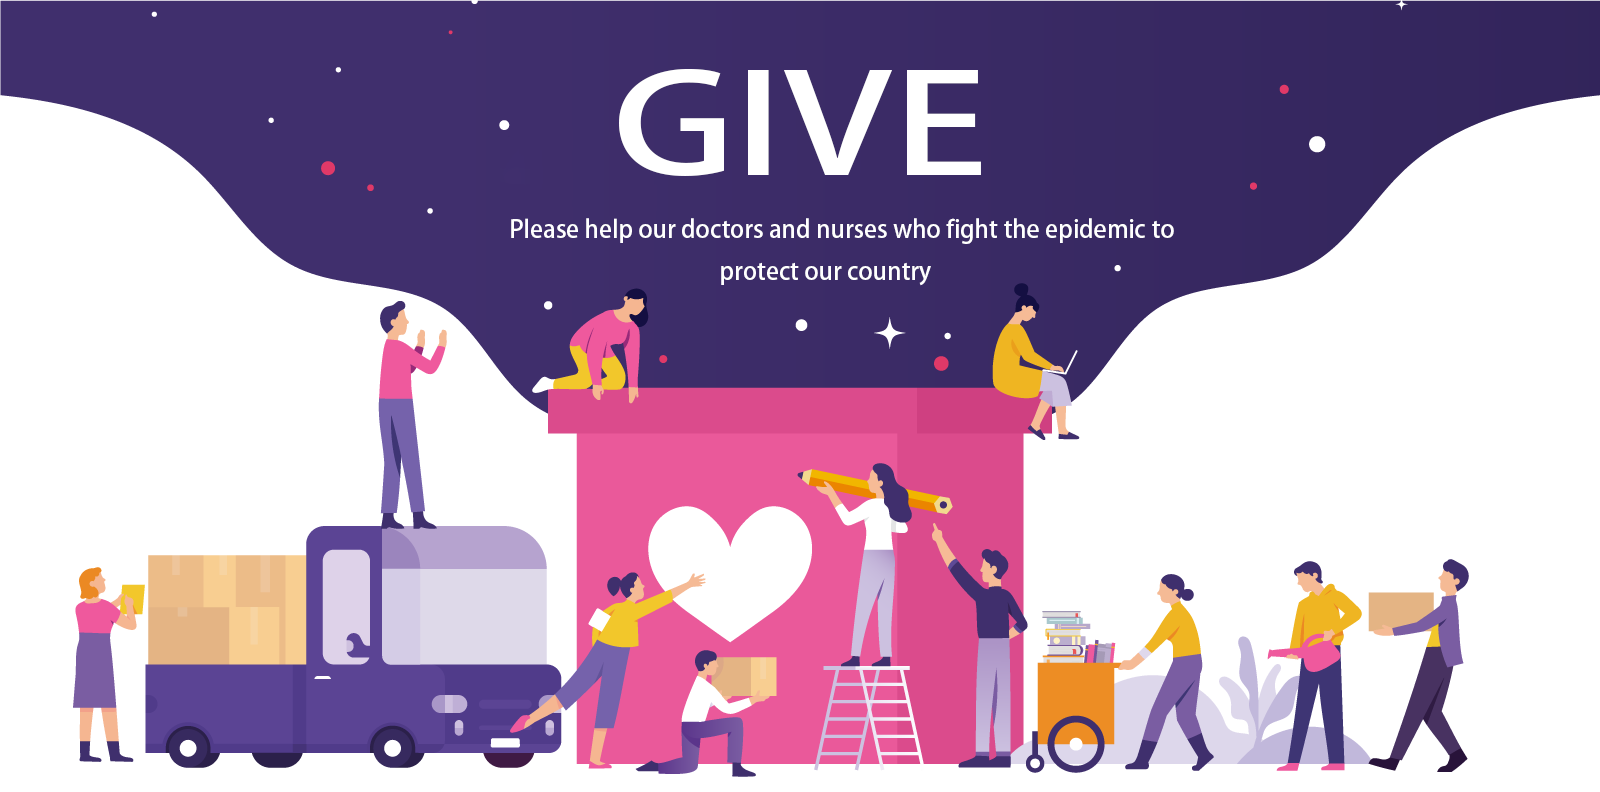 GIVE
Please help our doctors and nurses who fight the epidemic to
protect our country